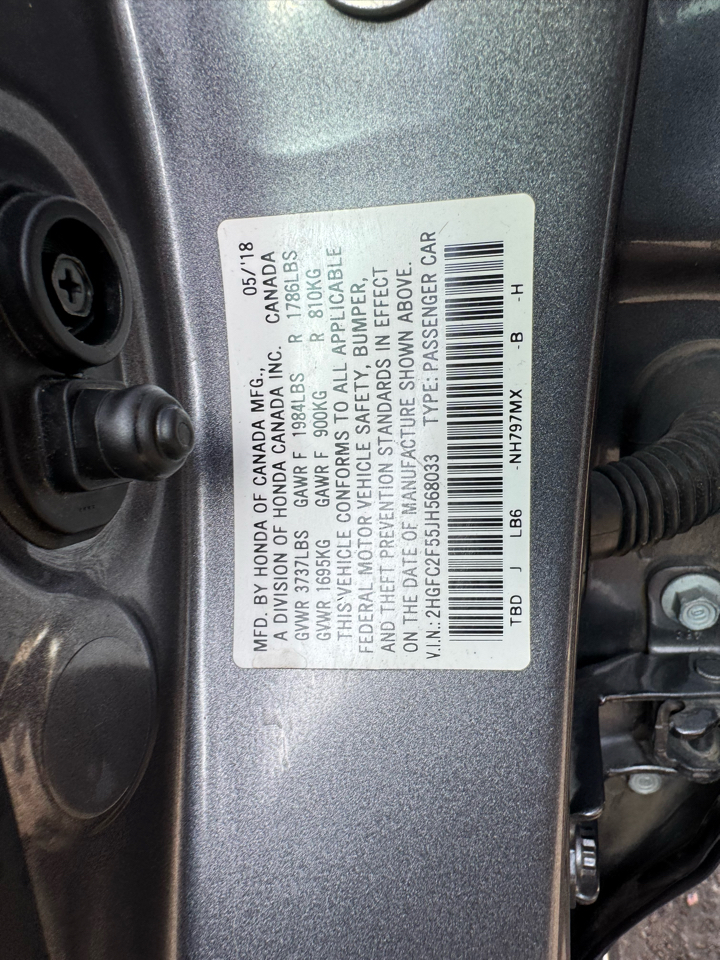 MFD. BY HONDA OF CANADA MFG., 05/'18
A DIVISION OF HONDA CANADA INC. CANADA
GVWR 3737LBS GAWR F 1984LBS R 1786LBS
GVWR 1695KG GAWR F 900KG R 810KG
THIS VEHICLE CONFORMS TO ALL APPLICABLE
FEDERAL MOTOR VEHICLE SAFETY, BUMPER,
AND THEFT PREVENTION STANDARDS IN EFFECT
ON THE DATE OF MANUFACTURE SHOWN ABOVE.
V.I.N.: 2HGFC2F55JH568033 TYPE: PASSENGER CAR
TBD J LB6 -NH797MX -B -H